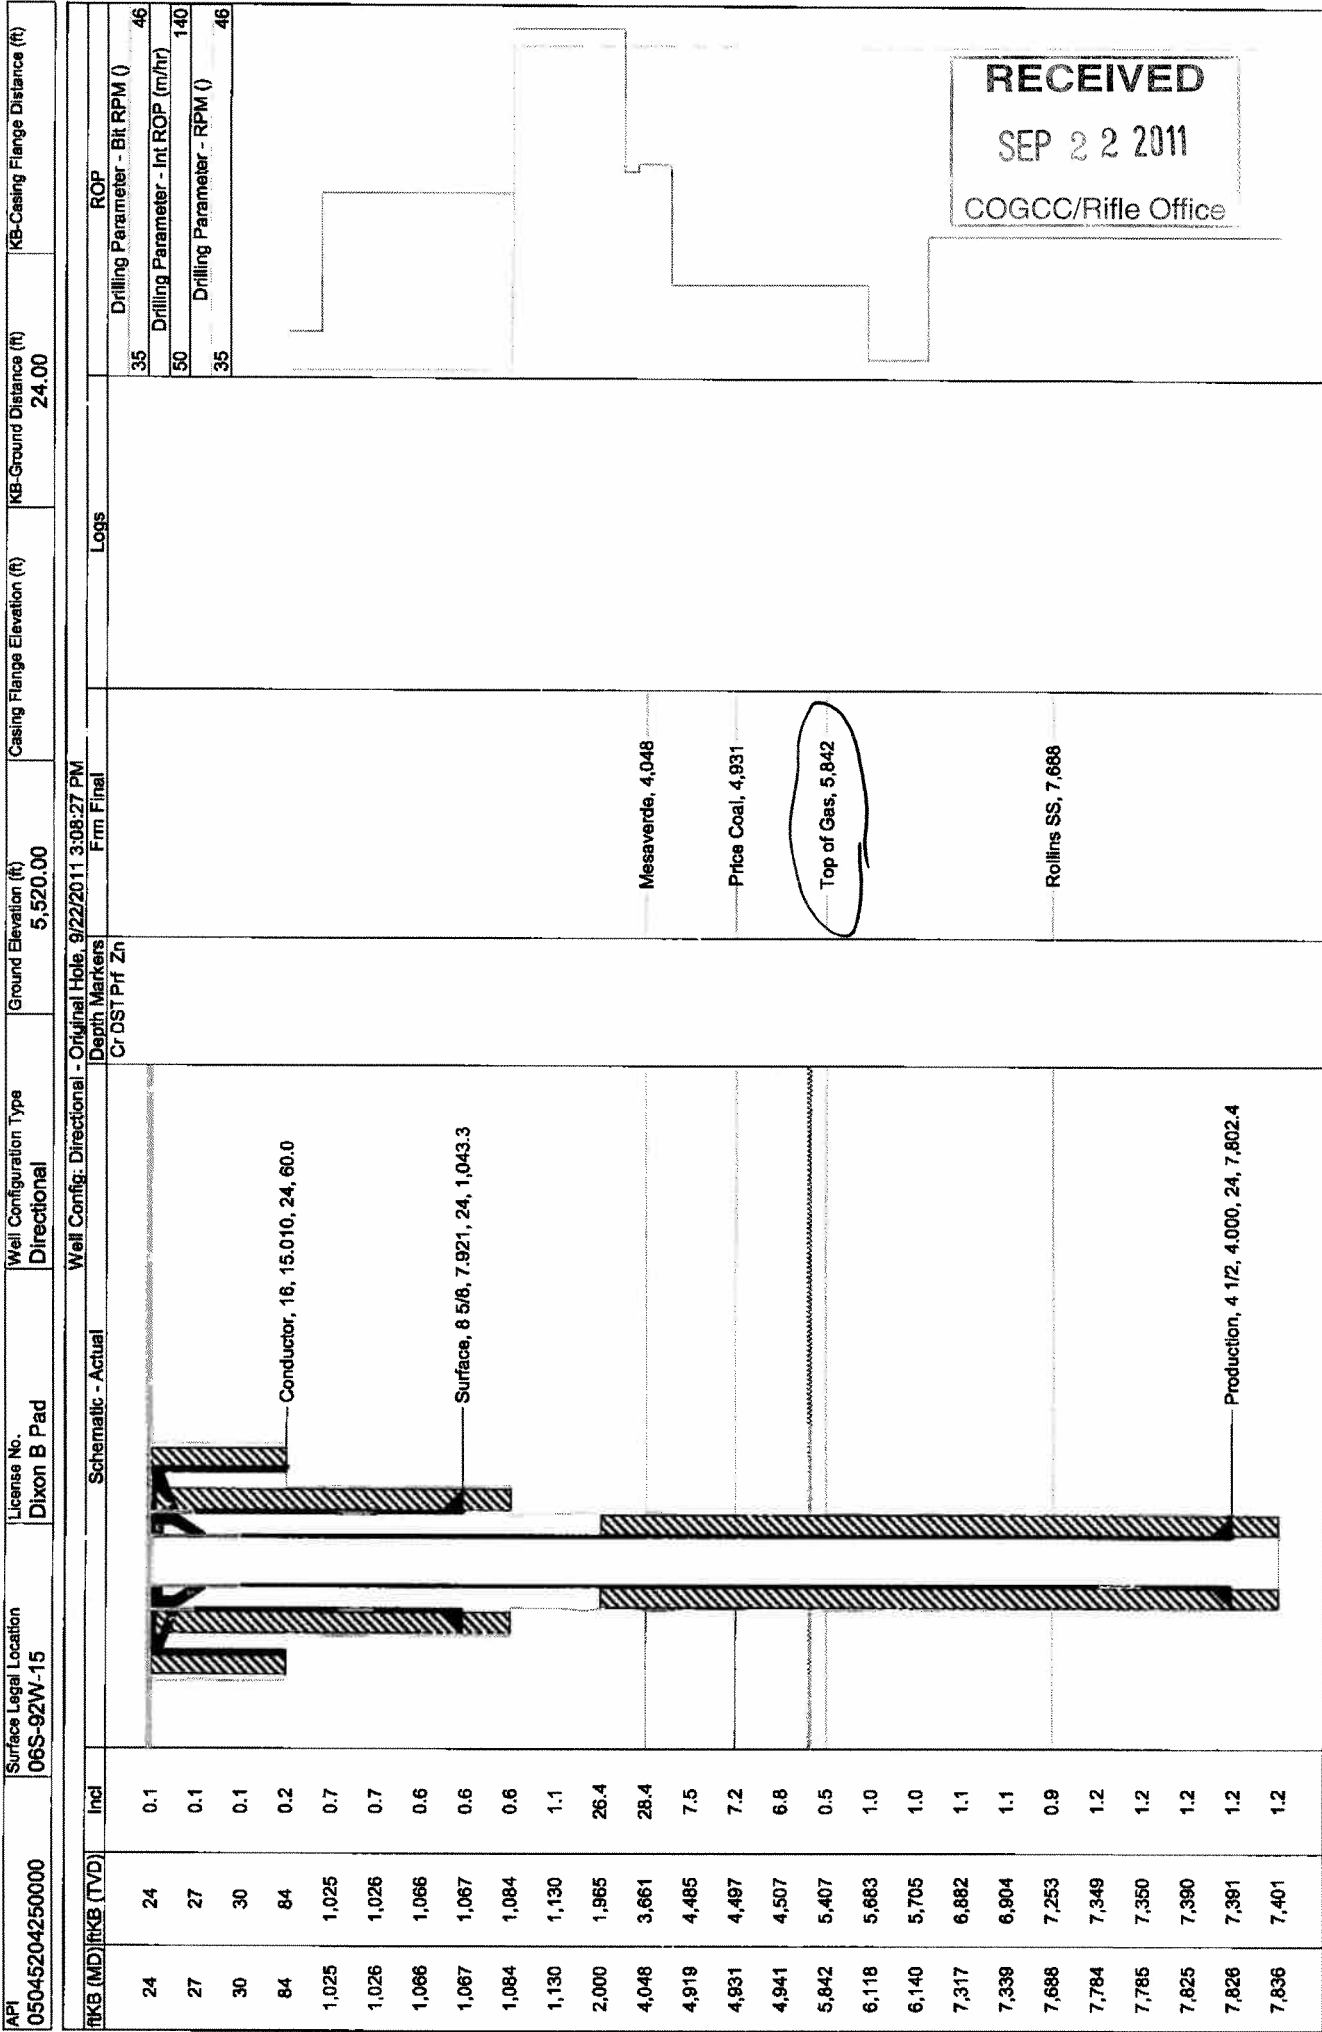 API
05045204250000
Surface Legal Location
06S-92W-15
License No.
Dixon B Pad
Well Configuration Type
Directional
Ground Elevation (ft)
5,520.00
Casing Flange Elevation (ft)
KB-Ground Distance (ft)
24.00
KB-Casing Flange Distance (ft)
Well Config: Directional - Original Hole, 9/22/2011 3:08:27 PM
ftKB (MD) ftKB (TVD) Incl Schematic - Actual Depth Markers Frm Final Logs ROP
Cr DST Prf Zn
Drilling Parameter - Bit RPM ()
35 46
Drilling Parameter - Int ROP (m/hr)
50 140
Drilling Parameter - RPM ()
35 46
24 24 0.1
27 27 0.1
30 30 0.1
84 84 0.2
Conductor, 16, 15.010, 24, 60.0
1,025 1,025 0.7
1,026 1,026 0.7
1,066 1,066 0.6
1,067 1,067 0.6
Surface, 8 5/8, 7.921, 24, 1,043.3
1,084 1,084 0.6
1,130 1,130 1.1
2,000 1,965 26.4
4,048 3,661 28.4
Mesaverde, 4,048
4,919 4,485 7.5
4,931 4,497 7.2
Price Coal, 4,931
4,941 4,507 6.8
5,842 5,407 0.5
Top of Gas, 5,842
6,118 5,683 1.0
6,140 5,705 1.0
7,317 6,882 1.1
7,339 6,904 1.1
7,688 7,253 0.9
Rollins SS, 7,688
7,784 7,349 1.2
7,785 7,350 1.2
7,825 7,390 1.2
7,826 7,391 1.2
Production, 4 1/2, 4.000, 24, 7,802.4
7,836 7,401 1.2
RECEIVED
SEP 22 2011
COGCC/Rifle Office